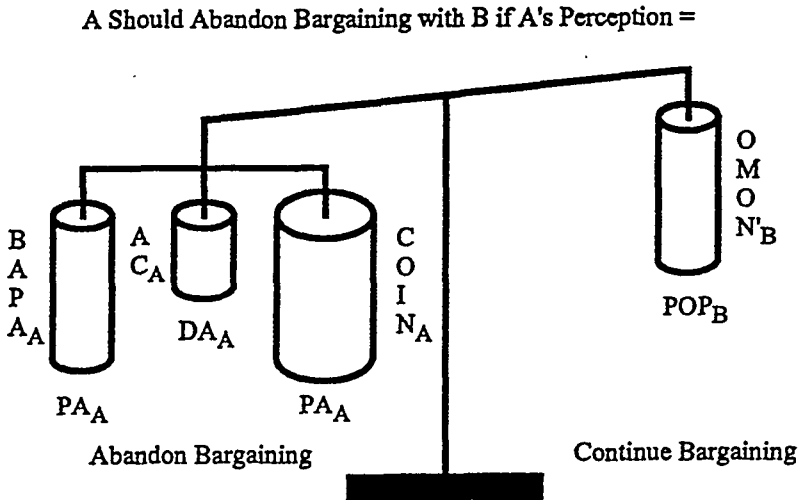 A Should Abandon Bargaining with B if A's Perception =
B
A
P
A_A
A
C_A
C
O
I
N_A
O
M
O
N'_B
PA_A
DA_A
PA_A
POP_B
Abandon Bargaining
Continue Bargaining